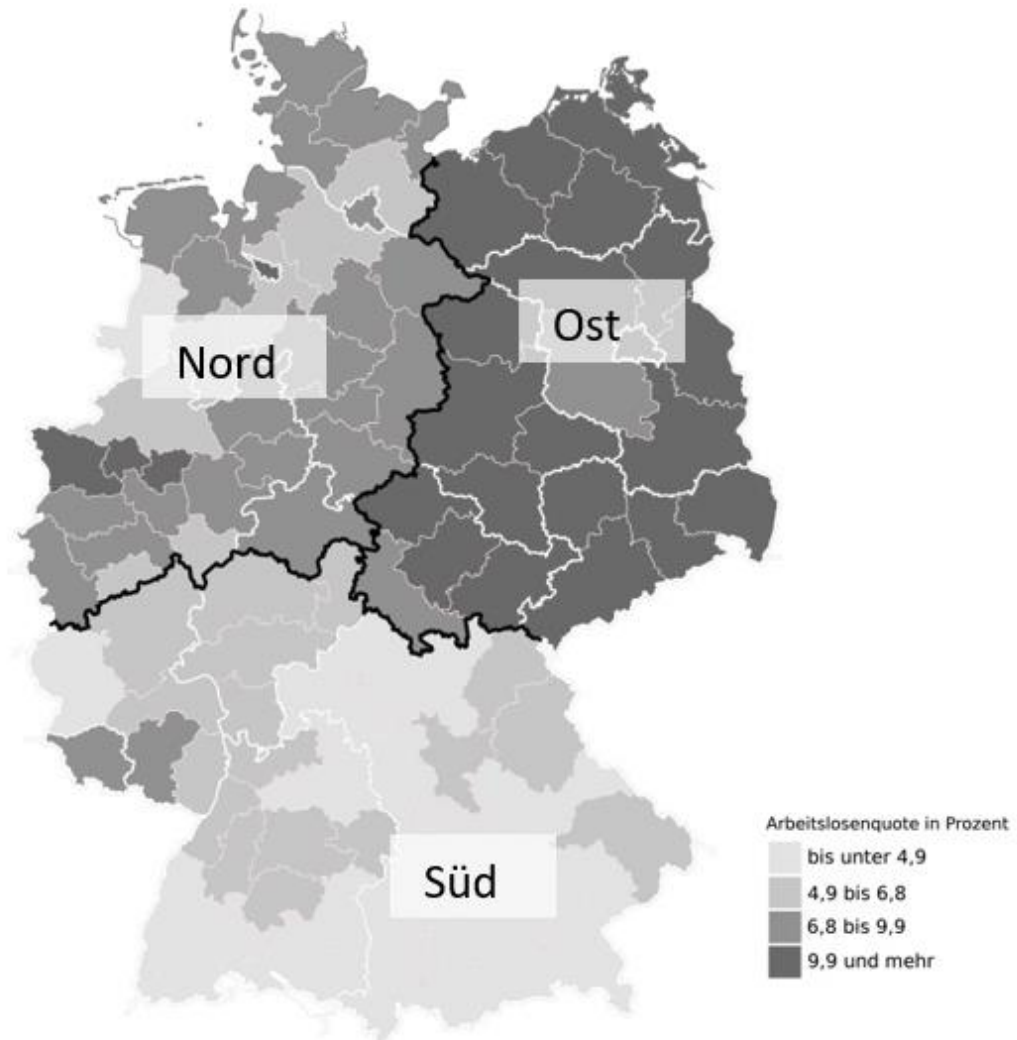 Ost
Nord
Süd
Arbeitslosenquote in Prozent
bis unter 4,9
4,9 bis 6,8
6,8 bis 9,9
9,9 und mehr